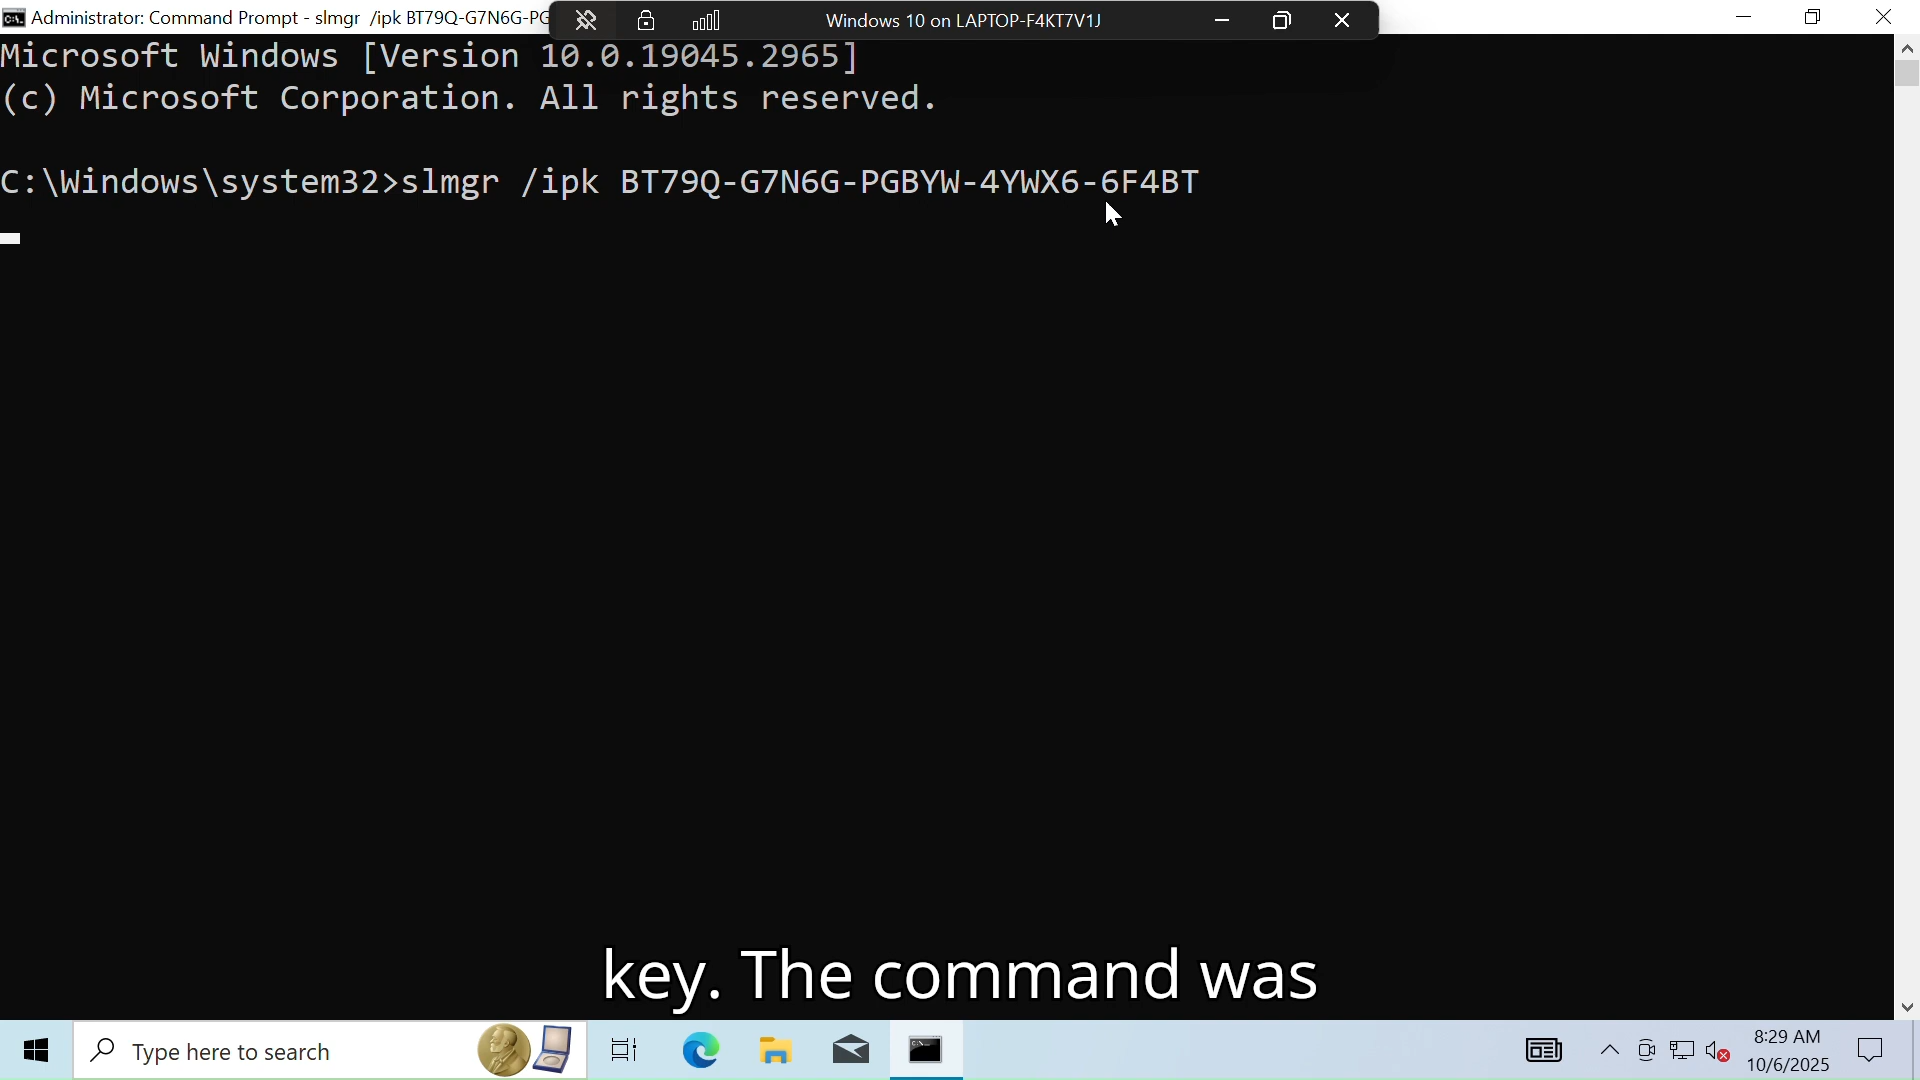 Administrator: Command Prompt - slmgr /ipk BT79Q-G7N6G-PG
Windows 10 on LAPTOP-F4KT7V1J
Microsoft Windows [Version 10.0.19045.2965]
(c) Microsoft Corporation. All rights reserved.
C:\Windows\system32>slmgr /ipk BT79Q-G7N6G-PGBYW-4YWX6-6F4BT
key. The command was
Type here to search
8:29 AM
10/6/2025